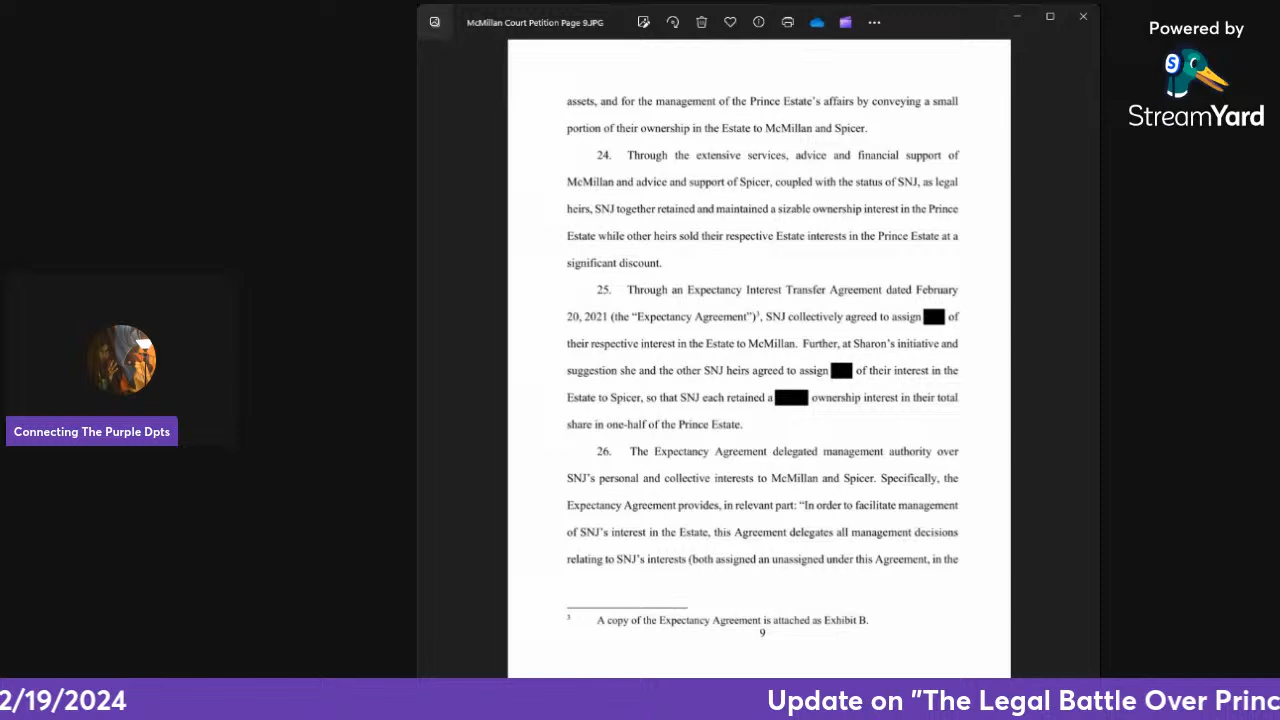 McMillan Court Petition Page 9.JPG
Powered by
StreamYard
assets, and for the management of the Prince Estate's affairs by conveying a small
portion of their ownership in the Estate to McMillan and Spicer.
24. Through the extensive services, advice and financial support of
McMillan and advice and support of Spicer, coupled with the status of SNJ, as legal
heirs, SNJ together retained and maintained a sizable ownership interest in the Prince
Estate while other heirs sold their respective Estate interests in the Prince Estate at a
significant discount.
25. Through an Expectancy Interest Transfer Agreement dated February
20, 2021 (the “Expectancy Agreement”)³, SNJ collectively agreed to assign of
their respective interest in the Estate to McMillan. Further, at Sharon's initiative and
suggestion she and the other SNJ heirs agreed to assign of their interest in the
Estate to Spicer, so that SNJ each retained a ownership interest in their total
share in one-half of the Prince Estate.
26. The Expectancy Agreement delegated management authority over
SNJ's personal and collective interests to McMillan and Spicer. Specifically, the
Expectancy Agreement provides, in relevant part: “In order to facilitate management
of SNJ's interest in the Estate, this Agreement delegates all management decisions
relating to SNJ's interests (both assigned an unassigned under this Agreement, in the
3 A copy of the Expectancy Agreement is attached as Exhibit B.
9
Connecting The Purple Dpts
2/19/2024
Update on "The Legal Battle Over Princ